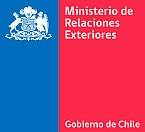 Ministerio de
Relaciones
Exteriores
Gobierno de Chile